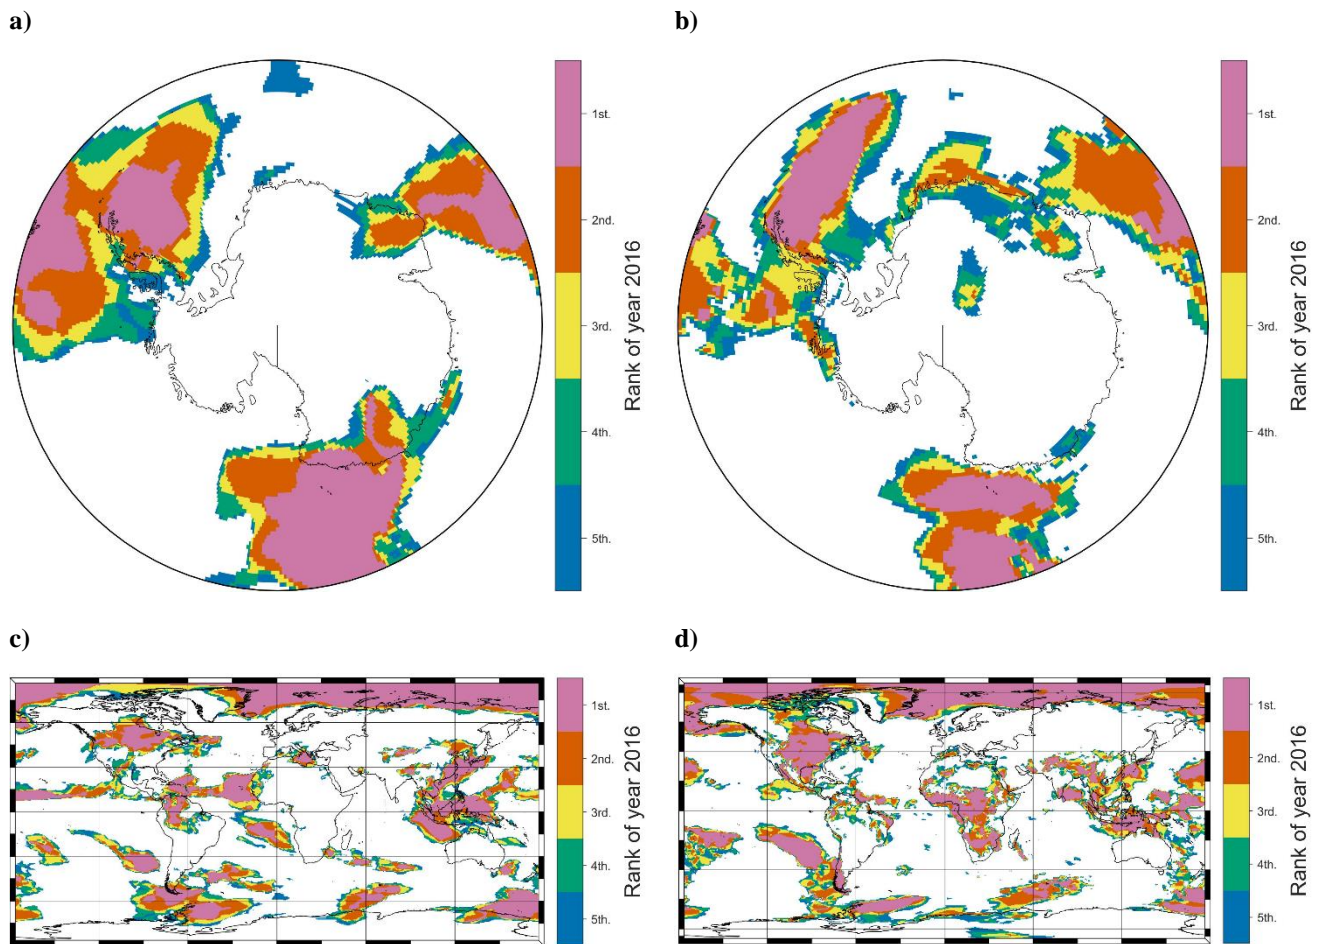 a)
b)
1st.
2nd.
3rd.
4th.
5th.
Rank of year 2016
1st.
2nd.
3rd.
4th.
5th.
Rank of year 2016
c)
d)
1st.
2nd.
3rd.
4th.
5th.
Rank of year 2016
1st.
2nd.
3rd.
4th.
5th.
Rank of year 2016